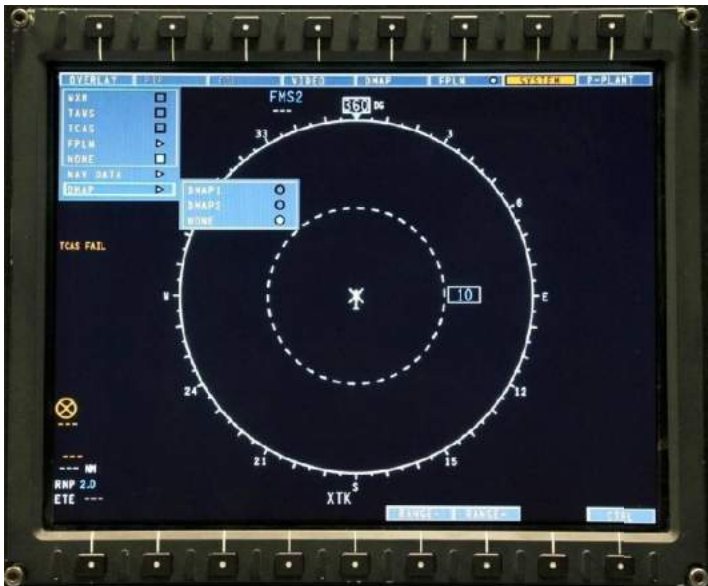 OVERLAY VIDEO DMAP FPLN SYSTEM P-PLANT
WXR
TAWS
TCAS
FPLN
NONE
NAV DATA
DMAP
DMAP1
DMAP2
NONE
FMS2
---
360 DG
33
3
6
E
12
15
S
21
24
W
10
TCAS FAIL
---
---
--- NM
RNP 2.0
ETE ---
XTK
RANGE- RANGE+
CTRL